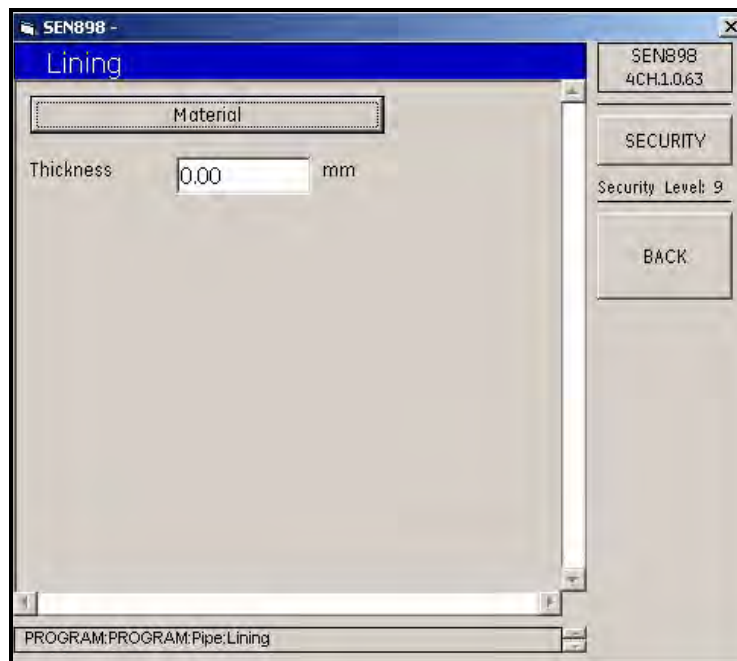 SEN898 -
Lining
SEN898
4CH.1.0.63
Material
SECURITY
Thickness 0.00 mm
Security Level: 9
BACK
PROGRAM:PROGRAM:Pipe:Lining